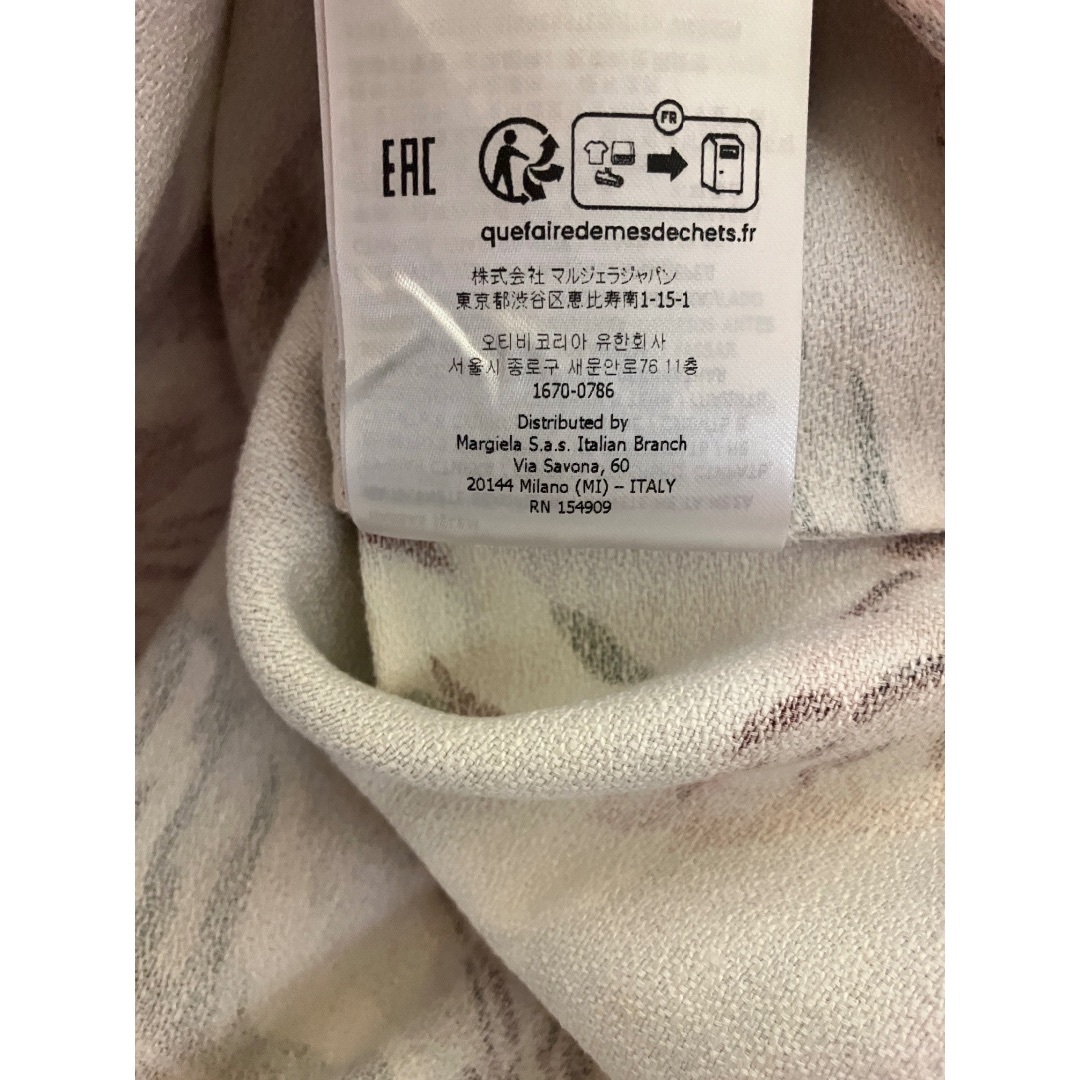 EAC
FR
quefairedemesdechets.fr
株式会社 マルジェラジャパン
東京都渋谷区恵比寿南1-15-1
오티비코리아 유한회사
서울시 종로구 새문안로76 11층
1670-0786
Distributed by
Margiela S.a.s. Italian Branch
Via Savona, 60
20144 Milano (MI) – ITALY
RN 154909